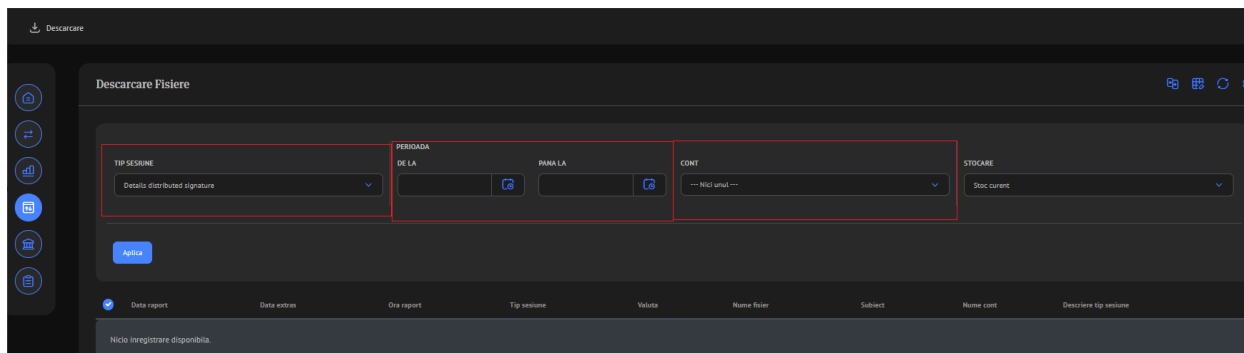 Descarcare
Descarcare Fisiere
PERIOADA
TIP SESIUNE
DE LA
PANA LA
CONT
STOCARE
Details distributed signature
--- Nici unul ---
Stoc curent
Aplica
Data raport
Data extras
Ora raport
Tip sesiune
Valuta
Nume fisier
Subiect
Nume cont
Descriere tip sesiune
Nicio inregistrare disponibila.